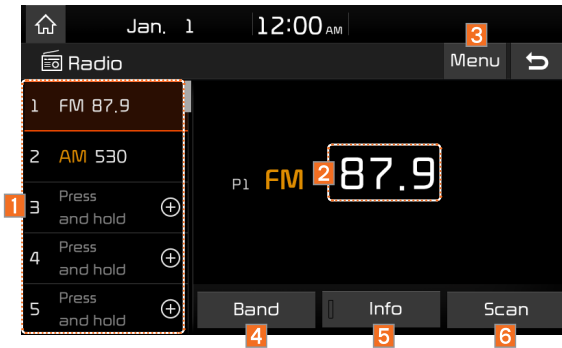 Jan. 1 12:00 AM
3
Radio Menu
1 FM 87.9
2 AM 530
P1 FM 2 87.9
1
3 Press
and hold
4 Press
and hold
5 Press
and hold
Band Info Scan
4 5 6